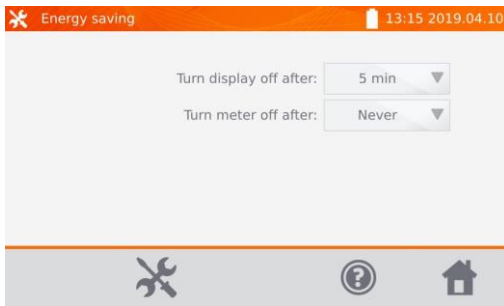 Energy saving 13:15 2019.04.10
Turn display off after: 5 min
Turn meter off after: Never
?